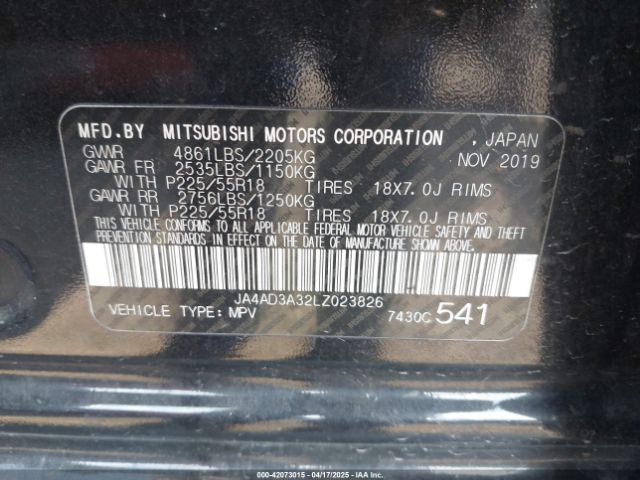 MFD.BY MITSUBISHI MOTORS CORPORATION , JAPAN
GVWR 4861LBS/2205KG NOV 2019
GAWR FR 2535LBS/1150KG
WITH P225/55R18 TIRES 18X7.0J RIMS
GAWR RR 2756LBS/1250KG
WITH P225/55R18 TIRES 18X7.0J RIMS
THIS VEHICLE CONFORMS TO ALL APPLICABLE FEDERAL MOTOR VEHICLE SAFETY AND THEFT
PREVENTION STANDARDS IN EFFECT ON THE DATE OF MANUFACTURE SHOWN ABOVE.
JA4AD3A32LZ023826
VEHICLE TYPE: MPV 7430C 541
000-42073015 | 04/17/2025 - IAA Inc.